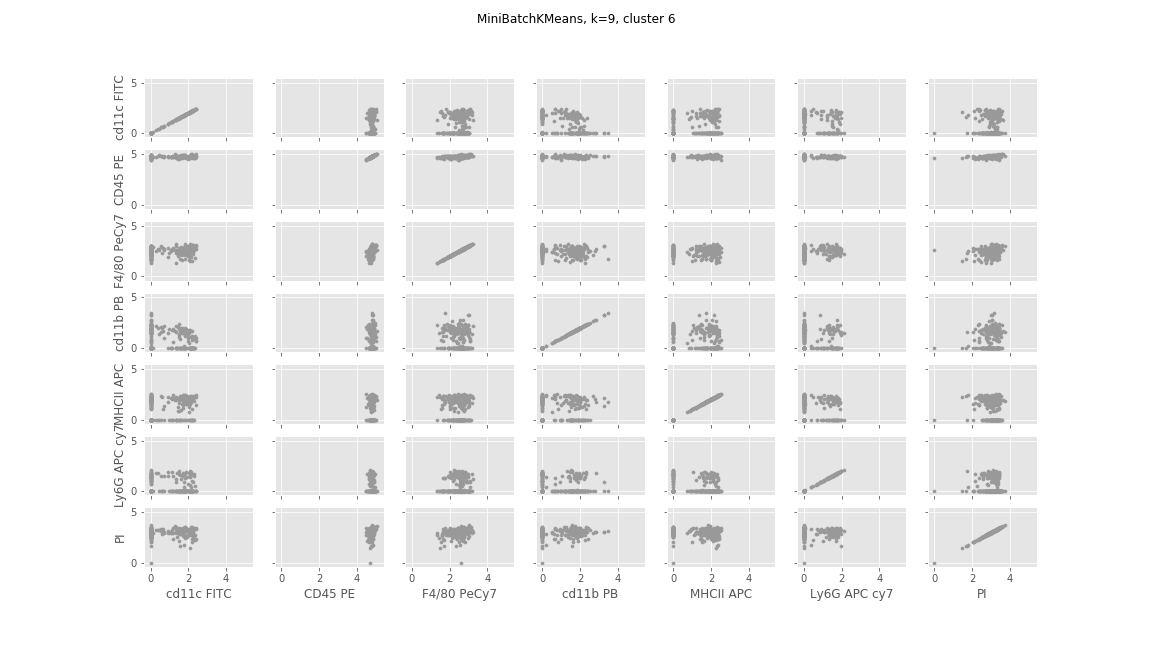 MiniBatchKMeans, k=9, cluster 6
cd11c FITC
5
0
CD45 PE
5
0
F4/80 PeCy7
5
0
cd11b PB
5
0
MHCII APC
5
0
Ly6G APC cy7
5
0
PI
5
0
0 2 4 0 2 4 0 2 4 0 2 4 0 2 4 0 2 4 0 2 4
cd11c FITC CD45 PE F4/80 PeCy7 cd11b PB MHCII APC Ly6G APC cy7 PI